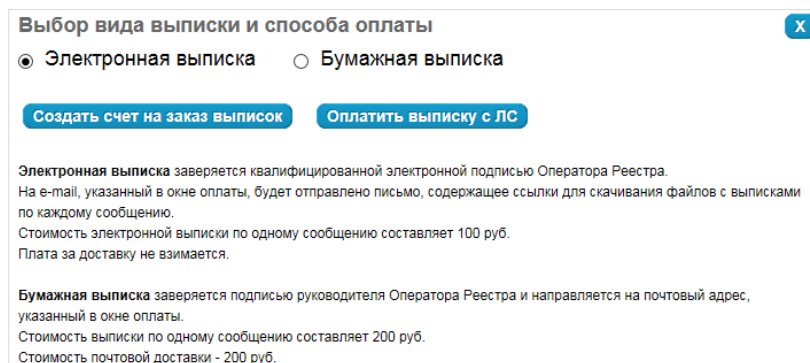 Выбор вида выписки и способа оплаты
X
Электронная выписка Бумажная выписка
Создать счет на заказ выписок Оплатить выписку с ЛС
Электронная выписка заверяется квалифицированной электронной подписью Оператора Реестра.
На e-mail, указанный в окне оплаты, будет отправлено письмо, содержащее ссылки для скачивания файлов с выписками
по каждому сообщению.
Стоимость электронной выписки по одному сообщению составляет 100 руб.
Плата за доставку не взимается.
Бумажная выписка заверяется подписью руководителя Оператора Реестра и направляется на почтовый адрес,
указанный в окне оплаты.
Стоимость выписки по одному сообщению составляет 200 руб.
Стоимость почтовой доставки - 200 руб.